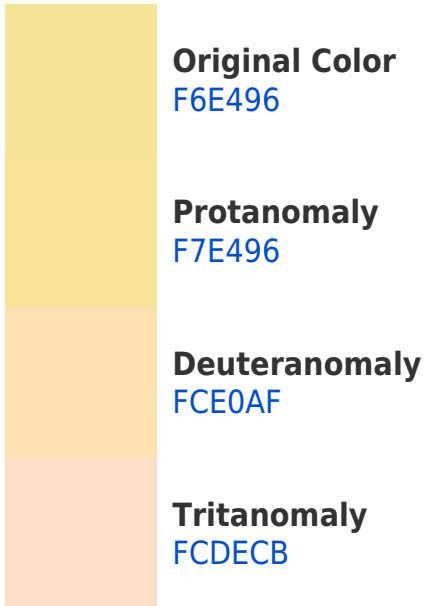 Original Color
F6E496
Protanomaly
F7E496
Deuteranomaly
FCE0AF
Tritanomaly
FCDECB